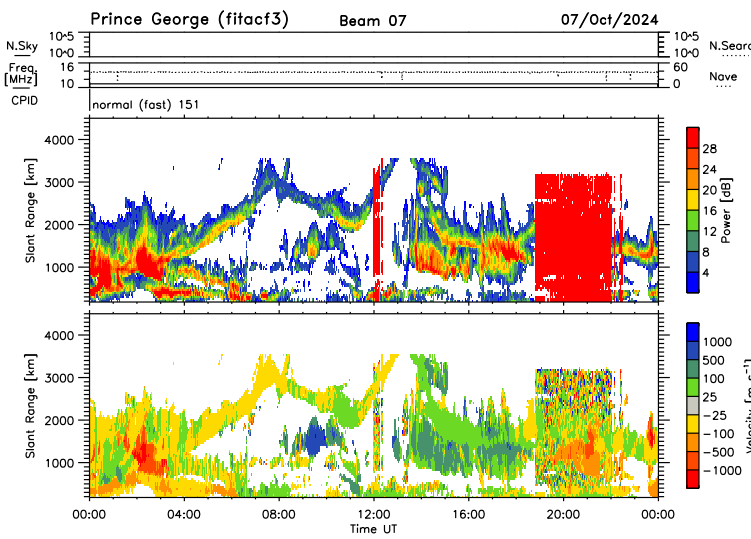 Prince George (fitacf3) Beam 07 07/Oct/2024
N.Sky 10^5 10^0 10^5 10^0 N.Sear
Freq. [MHz] 16 10 60 0 Nave
CPID normal (fast) 151
Slant Range [km] 4000 3000 2000 1000
Power [dB] 28 24 20 16 12 8 4
Slant Range [km] 4000 3000 2000 1000
Velocity [m s⁻¹] 1000 500 100 25 −25 −100 −500 −1000
00:00 04:00 08:00 12:00 16:00 20:00 00:00
Time UT